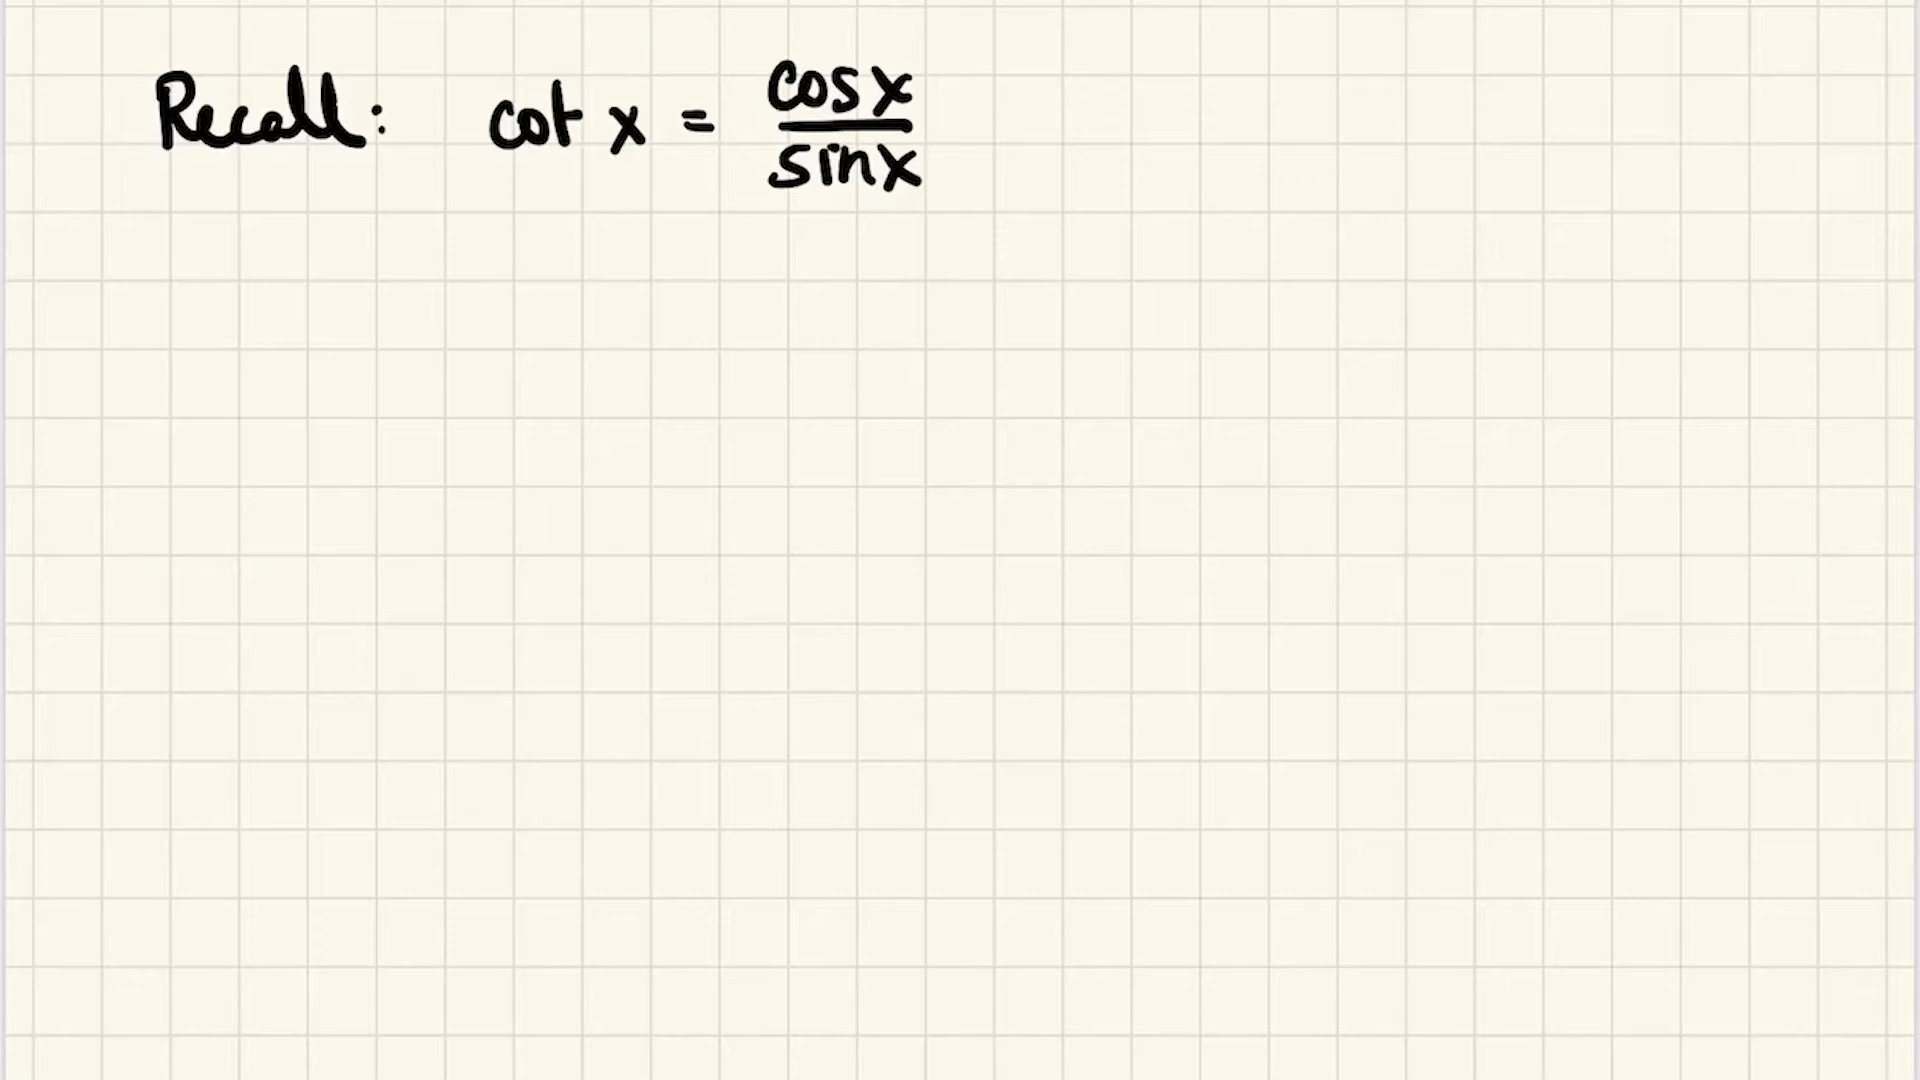 Recall: cot x = cos x / sin x